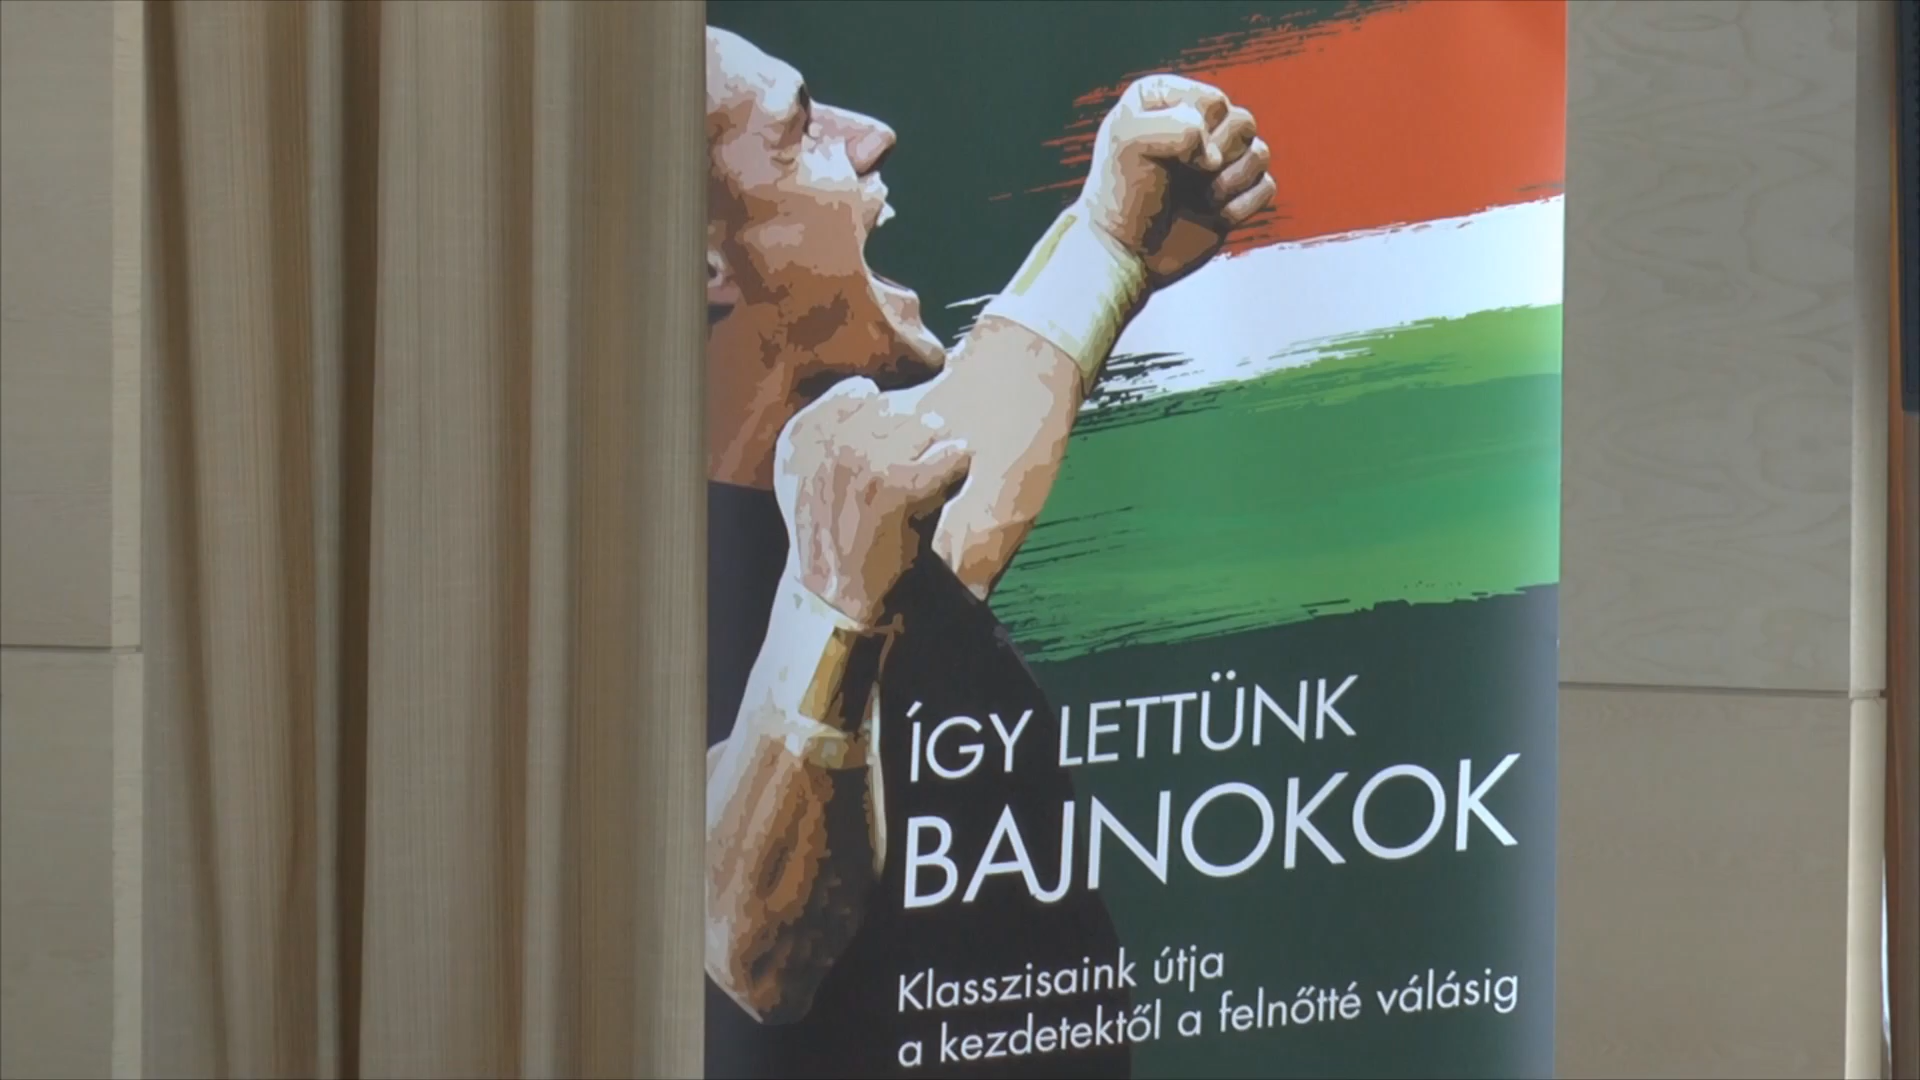 ÍGY LETTÜNK
BAJNOKOK
Klasszisaink útja
a kezdetektől a felnőtté válásig